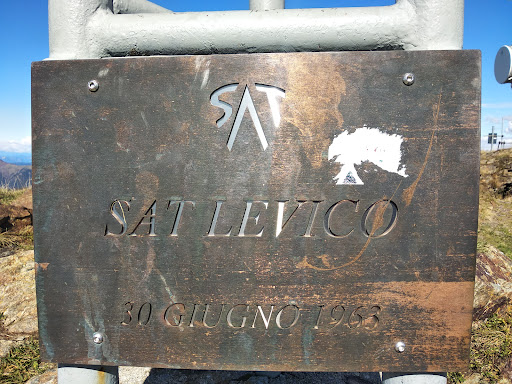 SAT
SAT LEVICO
30 GIUGNO 1963